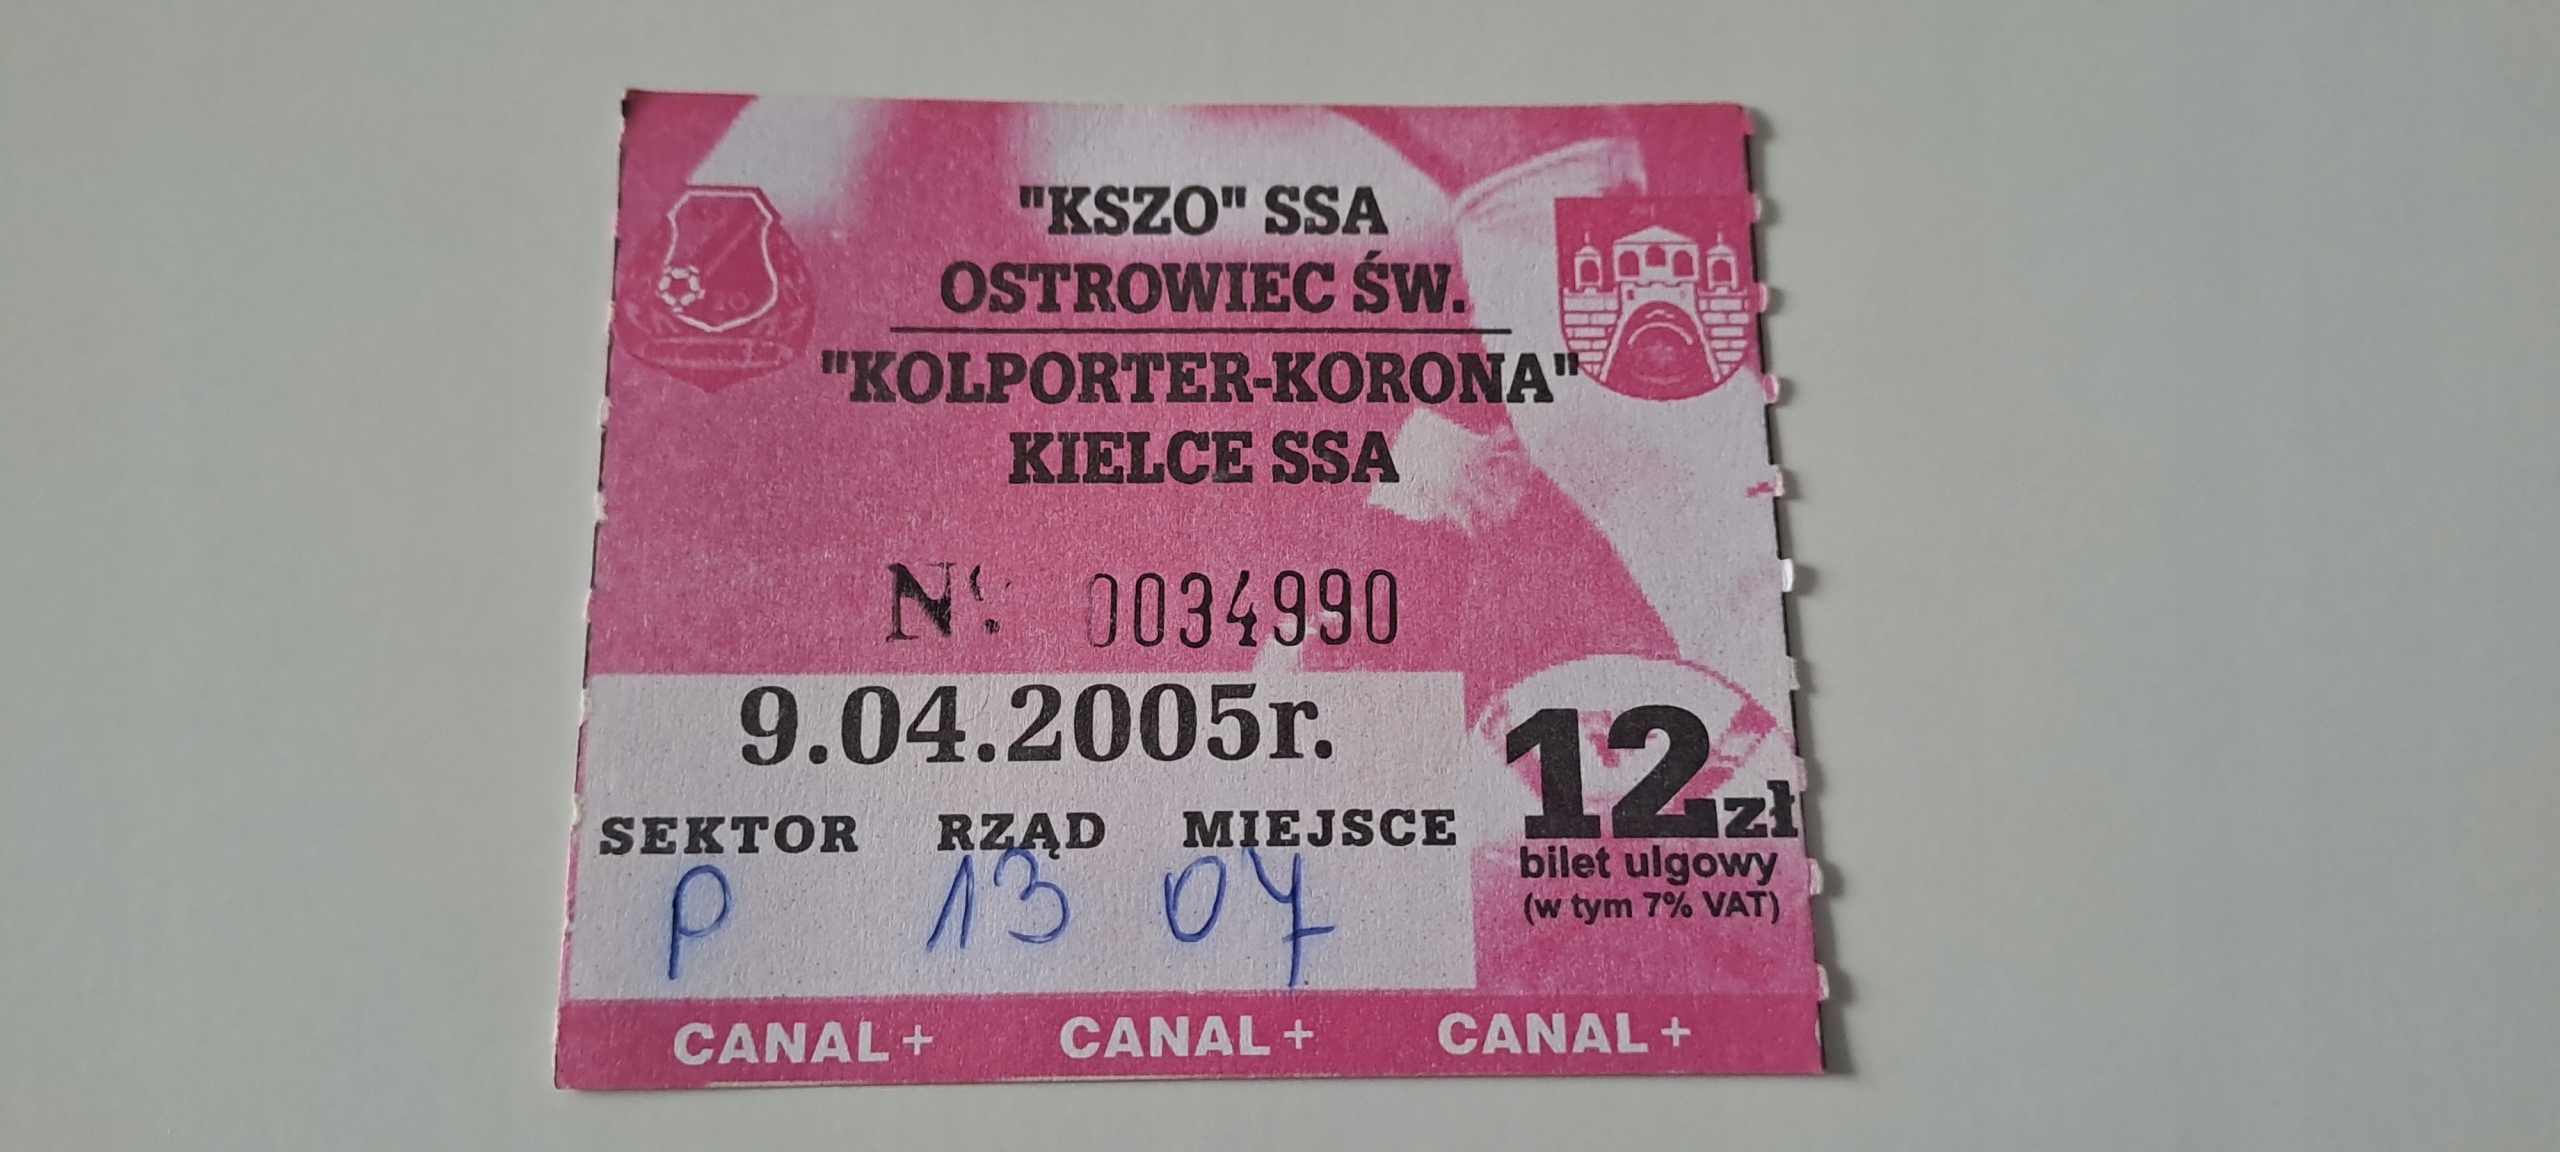 "KSZO" SSA
OSTROWIEC ŚW.
"KOLPORTER-KORONA"
KIELCE SSA
Nº 0034990
9.04.2005r.
SEKTOR RZĄD MIEJSCE
P 13 07
12zł
bilet ulgowy
(w tym 7% VAT)
CANAL+ CANAL+ CANAL+